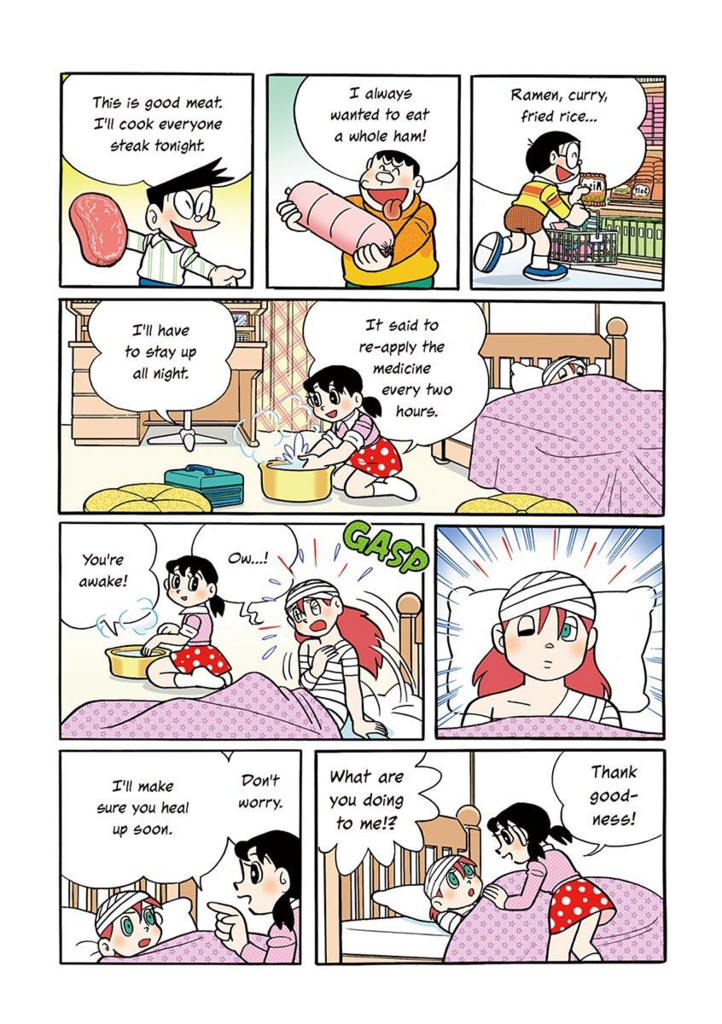 Ramen, curry,
fried rice...
I always
wanted to eat
a whole ham!
This is good meat.
I'll cook everyone
steak tonight.
It said to
re-apply the
medicine
every two
hours.
I'll have
to stay up
all night.
GASP
Ow...!
You're
awake!
Thank
good-
ness!
What are
you doing
to me!?
Don't
worry.
I'll make
sure you heal
up soon.